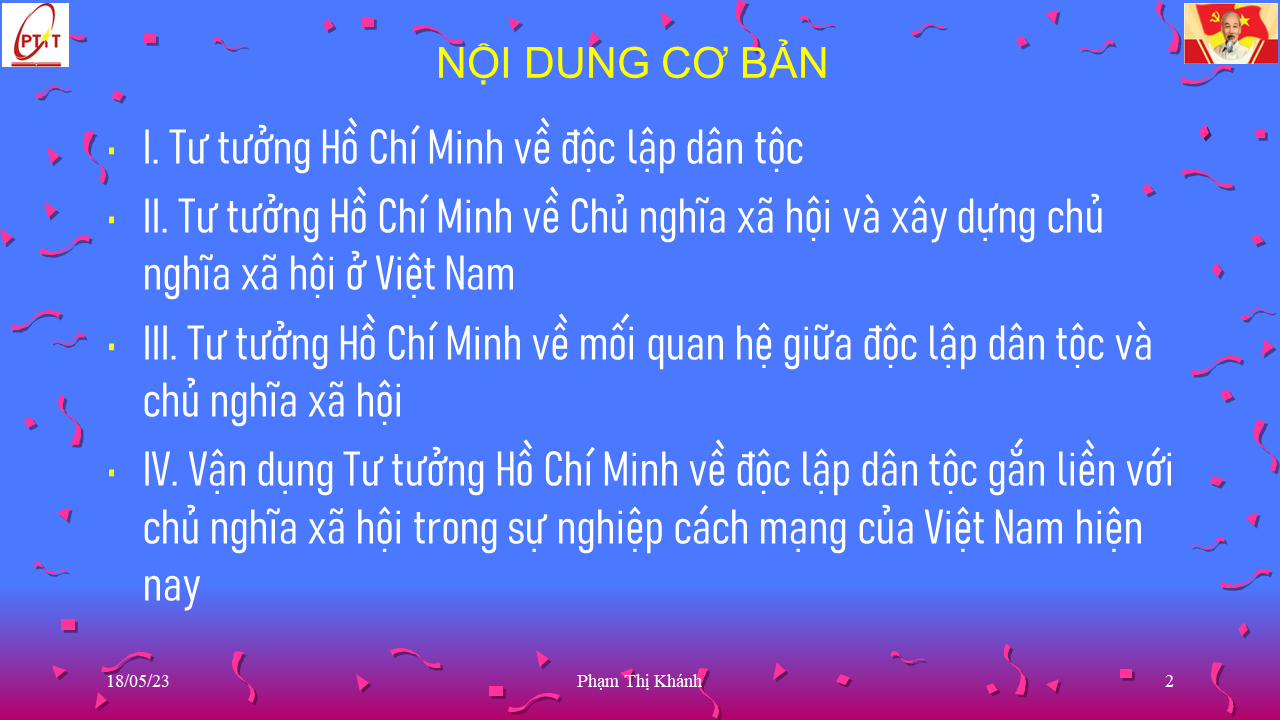 PTIT
NỘI DUNG CƠ BẢN
I. Tư tưởng Hồ Chí Minh về độc lập dân tộc
II. Tư tưởng Hồ Chí Minh về Chủ nghĩa xã hội và xây dựng chủ
nghĩa xã hội ở Việt Nam
III. Tư tưởng Hồ Chí Minh về mối quan hệ giữa độc lập dân tộc và
chủ nghĩa xã hội
IV. Vận dụng Tư tưởng Hồ Chí Minh về độc lập dân tộc gắn liền với
chủ nghĩa xã hội trong sự nghiệp cách mạng của Việt Nam hiện
nay
18/05/23
Phạm Thị Khánh
2